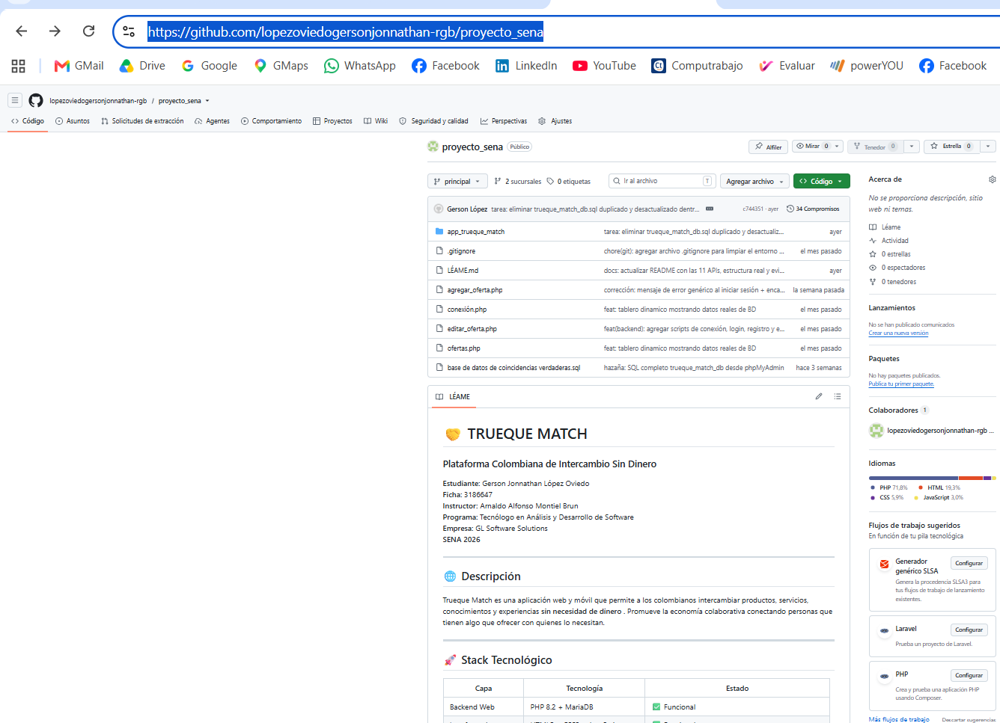 https://github.com/lopezoviedogersonjonnathan-rgb/proyecto_sena
GMail Drive Google GMaps WhatsApp Facebook LinkedIn YouTube Computrabajo Evaluar powerYOU Facebook
lopezoviedogersonjonnathan-rgb / proyecto_sena
Código Asuntos Solicitudes de extracción Agentes Comportamiento Proyectos Wiki Seguridad y calidad Perspectivas Ajustes
proyecto_sena Público
Alfiler Mirar 0 Tenedor 0 Estrella 0
principal 2 sucursales 0 etiquetas Ir al archivo T Agregar archivo Código
Gerson López tarea: eliminar trueque_match_db.sql duplicado y desactualizado dentr... c744351 · ayer 34 Compromisos
app_trueque_match tarea: eliminar trueque_match_db.sql duplicado y desactualiz... ayer
.gitignore chore(git): agregar archivo .gitignore para limpiar el entorno ... el mes pasado
LÉAME.md docs: actualizar README con las 11 APIs, estructura real y evi... ayer
agregar_oferta.php corrección: mensaje de error genérico al iniciar sesión + enca... la semana pasada
conexión.php feat: tablero dinamico mostrando datos reales de BD el mes pasado
editar_oferta.php feat(backend): agregar scripts de conexión, login, registro y e... el mes pasado
ofertas.php feat: tablero dinamico mostrando datos reales de BD el mes pasado
base de datos de coincidencias verdaderas.sql hazaña: SQL completo trueque_match_db desde phpMyAdmin hace 3 semanas
LÉAME
TRUEQUE MATCH
Plataforma Colombiana de Intercambio Sin Dinero
Estudiante: Gerson Jonnathan López Oviedo
Ficha: 3186647
Instructor: Arnaldo Alfonso Montiel Brun
Programa: Tecnólogo en Análisis y Desarrollo de Software
Empresa: GL Software Solutions
SENA 2026
Descripción
Trueque Match es una aplicación web y móvil que permite a los colombianos intercambiar productos, servicios,
conocimientos y experiencias sin necesidad de dinero . Promueve la economía colaborativa conectando personas que
tienen algo que ofrecer con quienes lo necesitan.
Stack Tecnológico
Capa Tecnología Estado
Backend Web PHP 8.2 + MariaDB Funcional
Acerca de
No se proporciona descripción, sitio
web ni temas.
Léame
Actividad
0 estrellas
0 espectadores
0 tenedores
Lanzamientos
No se han publicado comunicados
Crear una nueva versión
Paquetes
No hay paquetes publicados.
Publica tu primer paquete.
Colaboradores 1
lopezoviedogersonjonnathan-rgb ...
Idiomas
PHP 71,8% HTML 19,3%
CSS 5,9% JavaScript 3,0%
Flujos de trabajo sugeridos
En función de tu pila tecnológica
Generador
genérico SLSA
Configurar
Genera la procedencia SLSA3 para
tus flujos de trabajo de lanzamiento
existentes.
Laravel Configurar
Prueba un proyecto de Laravel.
PHP Configurar
Crea y prueba una aplicación PHP
usando Composer.
Más flujos de trabajo Descartar sugerencias